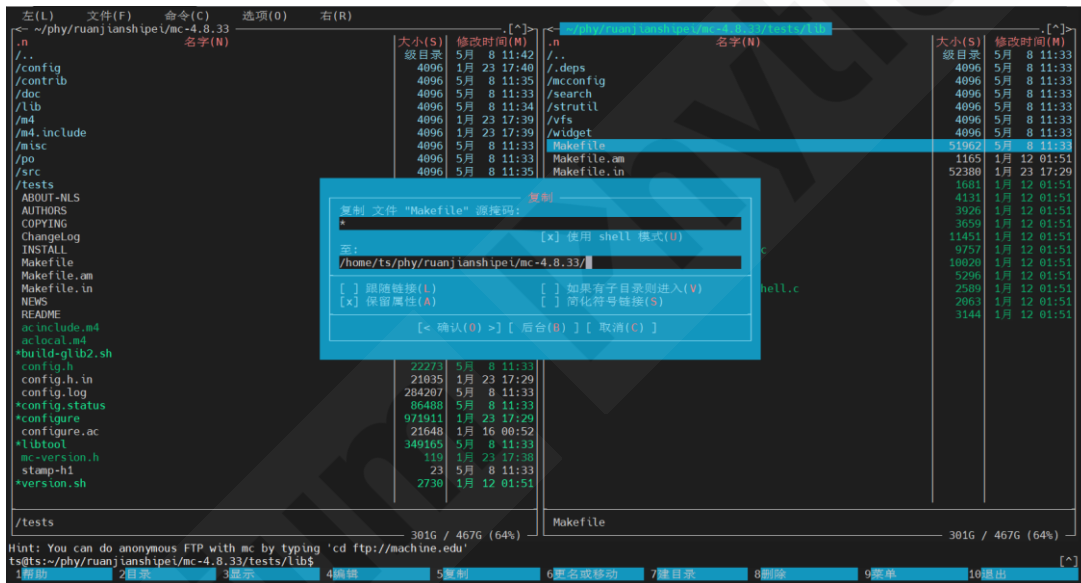 左(L) 文件(F) 命令(C) 选项(O) 右(R)
<- ~/phy/ruanjianshipei/mc-4.8.33 .[^]>
.n 名字(N) 大小(S) 修改时间(M)
/.. 级目录 5月 8 11:42
/config 4096 1月 23 17:40
/contrib 4096 5月 8 11:35
/doc 4096 5月 8 11:33
/lib 4096 5月 8 11:34
/m4 4096 1月 23 17:39
/m4.include 4096 1月 23 17:39
/misc 4096 5月 8 11:33
/po 4096 5月 8 11:33
/src 4096 5月 8 11:35
/tests
ABOUT-NLS
AUTHORS
COPYING
ChangeLog
INSTALL
Makefile
Makefile.am
Makefile.in
NEWS
README
acinclude.m4
aclocal.m4
*build-glib2.sh
config.h 22273 5月 8 11:33
config.h.in 21035 1月 23 17:29
config.log 284207 5月 8 11:33
*config.status 86488 5月 8 11:33
*configure 971911 1月 23 17:29
configure.ac 21648 1月 16 00:52
*libtool 349165 5月 8 11:33
mc-version.h 119 1月 23 17:38
stamp-h1 23 5月 8 11:33
*version.sh 2730 1月 12 01:51
/tests
301G / 467G (64%)
<- ~/phy/ruanjianshipei/mc-4.8.33/tests/lib .[^]>
.n 名字(N) 大小(S) 修改时间(M)
/.. 级目录 5月 8 11:33
/.deps 4096 5月 8 11:33
/mcconfig 4096 5月 8 11:33
/search 4096 5月 8 11:33
/strutil 4096 5月 8 11:33
/vfs 4096 5月 8 11:33
/widget 4096 5月 8 11:33
Makefile 51962 5月 8 11:33
Makefile.am 1165 1月 12 01:51
Makefile.in 52380 1月 23 17:29
1681 1月 12 01:51
4131 1月 12 01:51
3926 1月 12 01:51
3659 1月 12 01:51
11451 1月 12 01:51
c 9757 1月 12 01:51
10020 1月 12 01:51
5296 1月 12 01:51
hell.c 2589 1月 12 01:51
2063 1月 12 01:51
3144 1月 12 01:51
Makefile
301G / 467G (64%)
复制
复制 文件 "Makefile" 源掩码:
*
[x] 使用 shell 模式(U)
至:
/home/ts/phy/ruanjianshipei/mc-4.8.33/
[ ] 跟随链接(L) [ ] 如果有子目录则进入(V)
[x] 保留属性(A) [ ] 简化符号链接(S)
[< 确认(O) >] [ 后台(B) ] [ 取消(C) ]
Hint: You can do anonymous FTP with mc by typing 'cd ftp://machine.edu'
ts@ts:~/phy/ruanjianshipei/mc-4.8.33/tests/lib$ [^]
1帮助 2目录 3显示 4编辑 5复制 6更名或移动 7建目录 8删除 9菜单 10退出